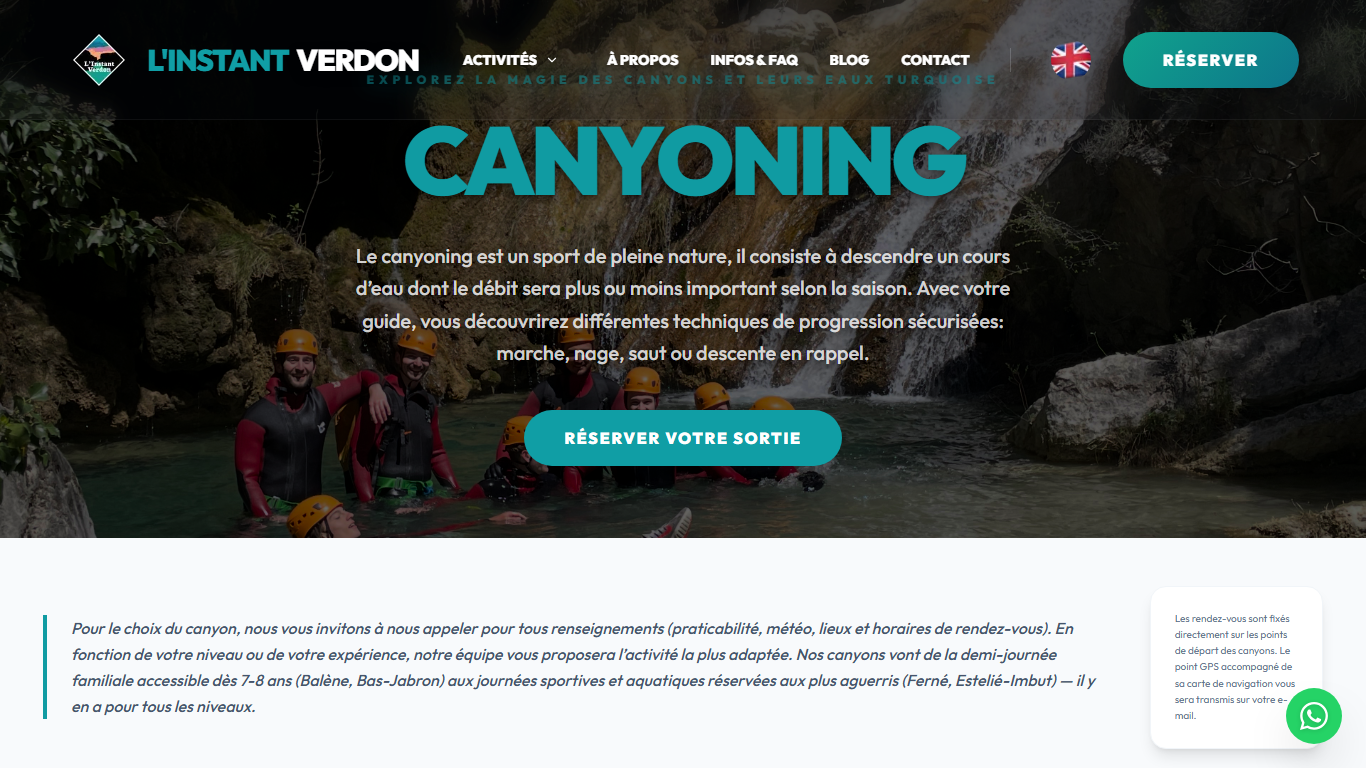 L'Instant
Verdon
L'INSTANT VERDON
ACTIVITÉS
À PROPOS
INFOS & FAQ
BLOG
CONTACT
RÉSERVER
EXPLOREZ LA MAGIE DES CANYONS ET LEURS EAUX TURQUOISE
CANYONING
Le canyoning est un sport de pleine nature, il consiste à descendre un cours
d’eau dont le débit sera plus ou moins important selon la saison. Avec votre
guide, vous découvrirez différentes techniques de progression sécurisées:
marche, nage, saut ou descente en rappel.
RÉSERVER VOTRE SORTIE
Pour le choix du canyon, nous vous invitons à nous appeler pour tous renseignements (praticabilité, météo, lieux et horaires de rendez-vous). En
fonction de votre niveau ou de votre expérience, notre équipe vous proposera l’activité la plus adaptée. Nos canyons vont de la demi-journée
familiale accessible dès 7-8 ans (Balène, Bas-Jabron) aux journées sportives et aquatiques réservées aux plus aguerris (Ferné, Estelié-Imbut) — il y
en a pour tous les niveaux.
Les rendez-vous sont fixés
directement sur les points
de départ des canyons. Le
point GPS accompagné de
sa carte de navigation vous
sera transmis sur votre e-
mail.